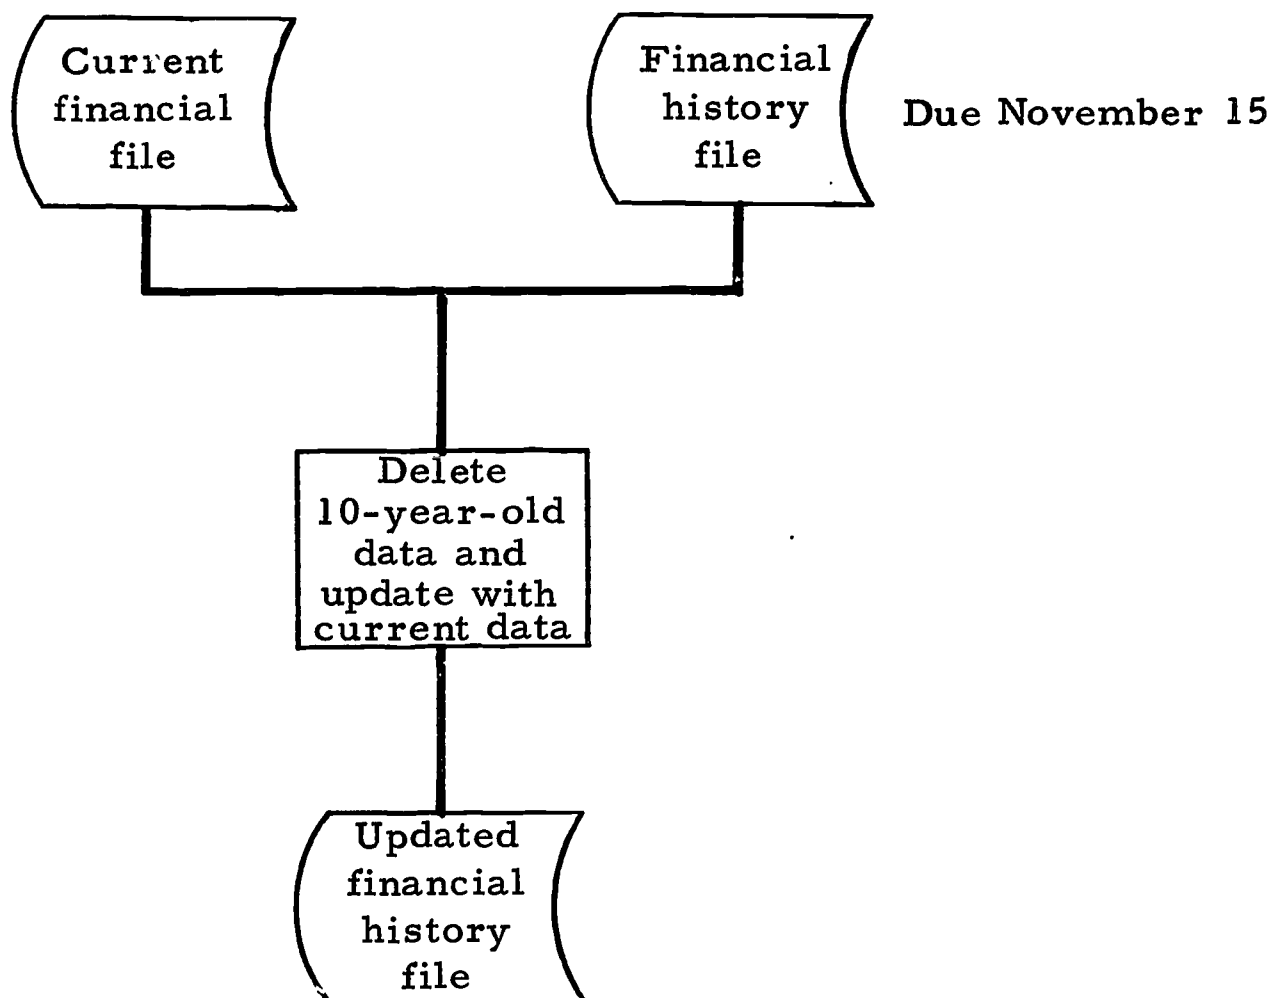 Current
financial
file
Financial
history
file
Due November 15
Delete
10-year-old
data and
update with
current data
Updated
financial
history
file